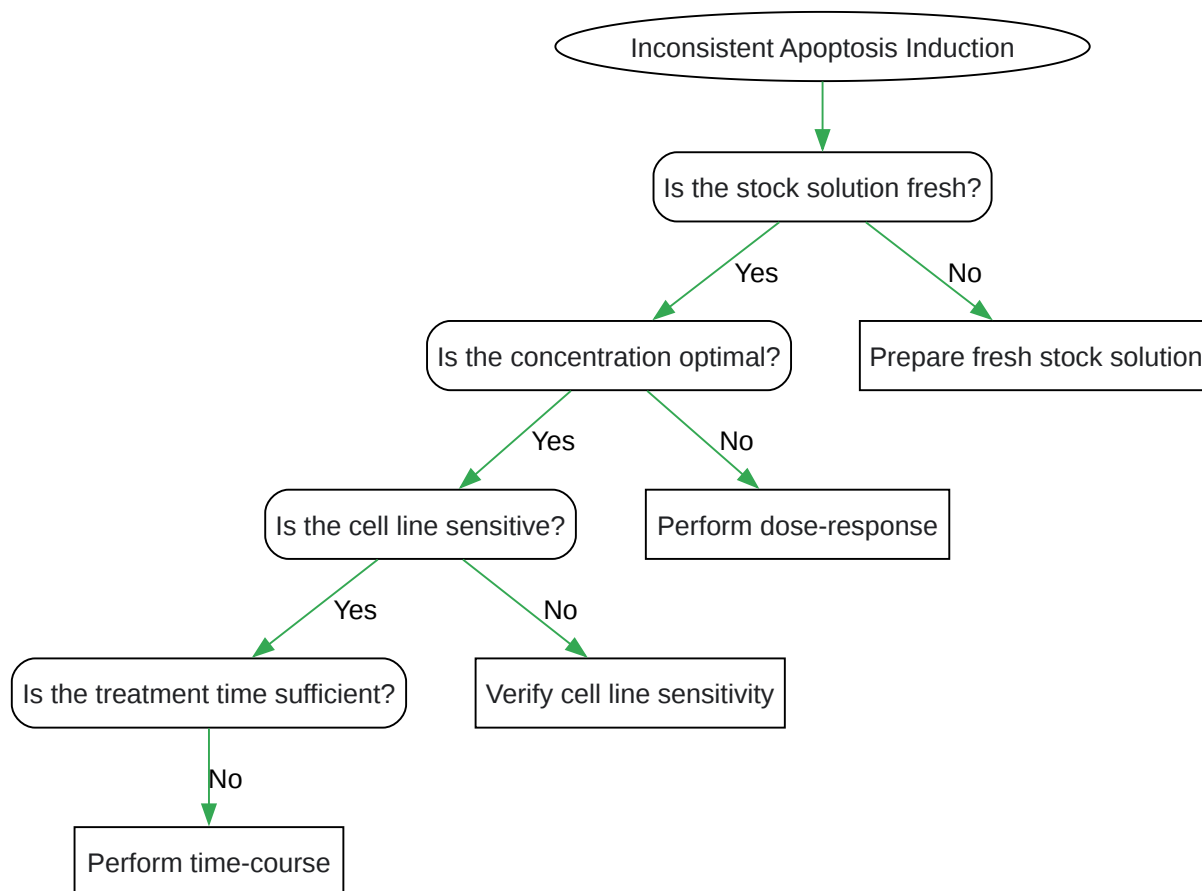 Inconsistent Apoptosis Induction
Is the stock solution fresh?
Yes
No
Is the concentration optimal?
Prepare fresh stock solution
Yes
No
Is the cell line sensitive?
Perform dose-response
Yes
No
Is the treatment time sufficient?
Verify cell line sensitivity
No
Perform time-course